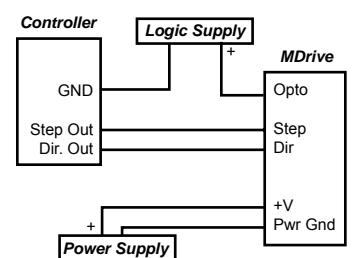 Controller
Logic Supply
+
MDrive
GND
Opto
Step Out
Dir. Out
Step
Dir
+V
Pwr Gnd
+
Power Supply